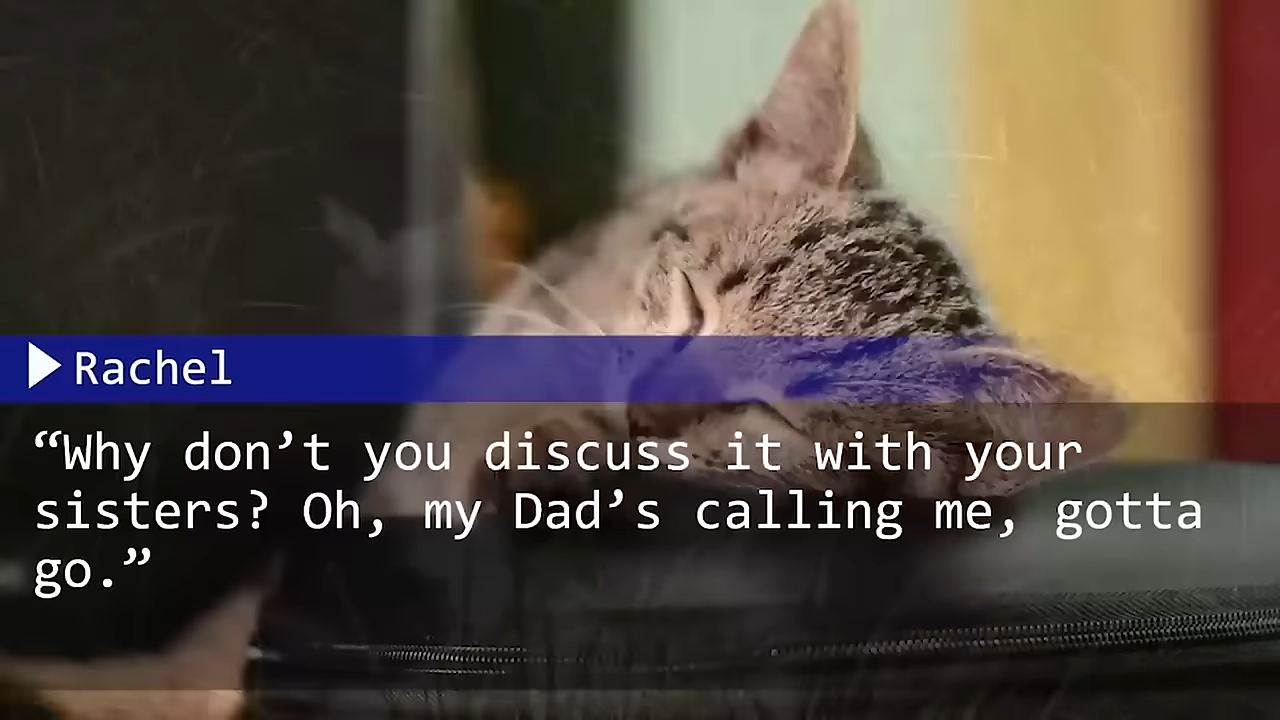 Rachel
“Why don’t you discuss it with your
sisters? Oh, my Dad’s calling me, gotta
go.”